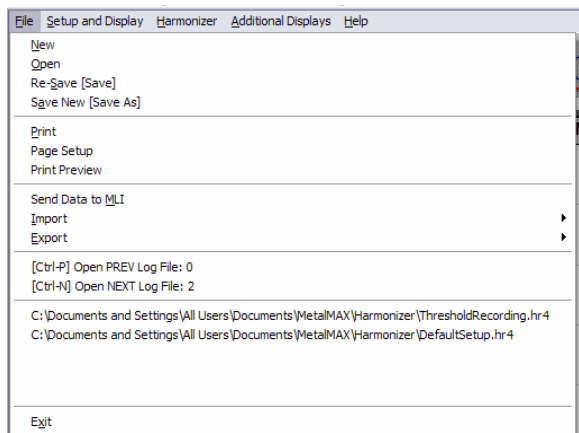 File Setup and Display Harmonizer Additional Displays Help
New
Open
Re-Save [Save]
Save New [Save As]
Print
Page Setup
Print Preview
Send Data to MLI
Import
Export
[Ctrl-P] Open PREV Log File: 0
[Ctrl-N] Open NEXT Log File: 2
C:\Documents and Settings\All Users\Documents\MetalMAX\Harmonizer\ThresholdRecording.hr4
C:\Documents and Settings\All Users\Documents\MetalMAX\Harmonizer\DefaultSetup.hr4
Exit